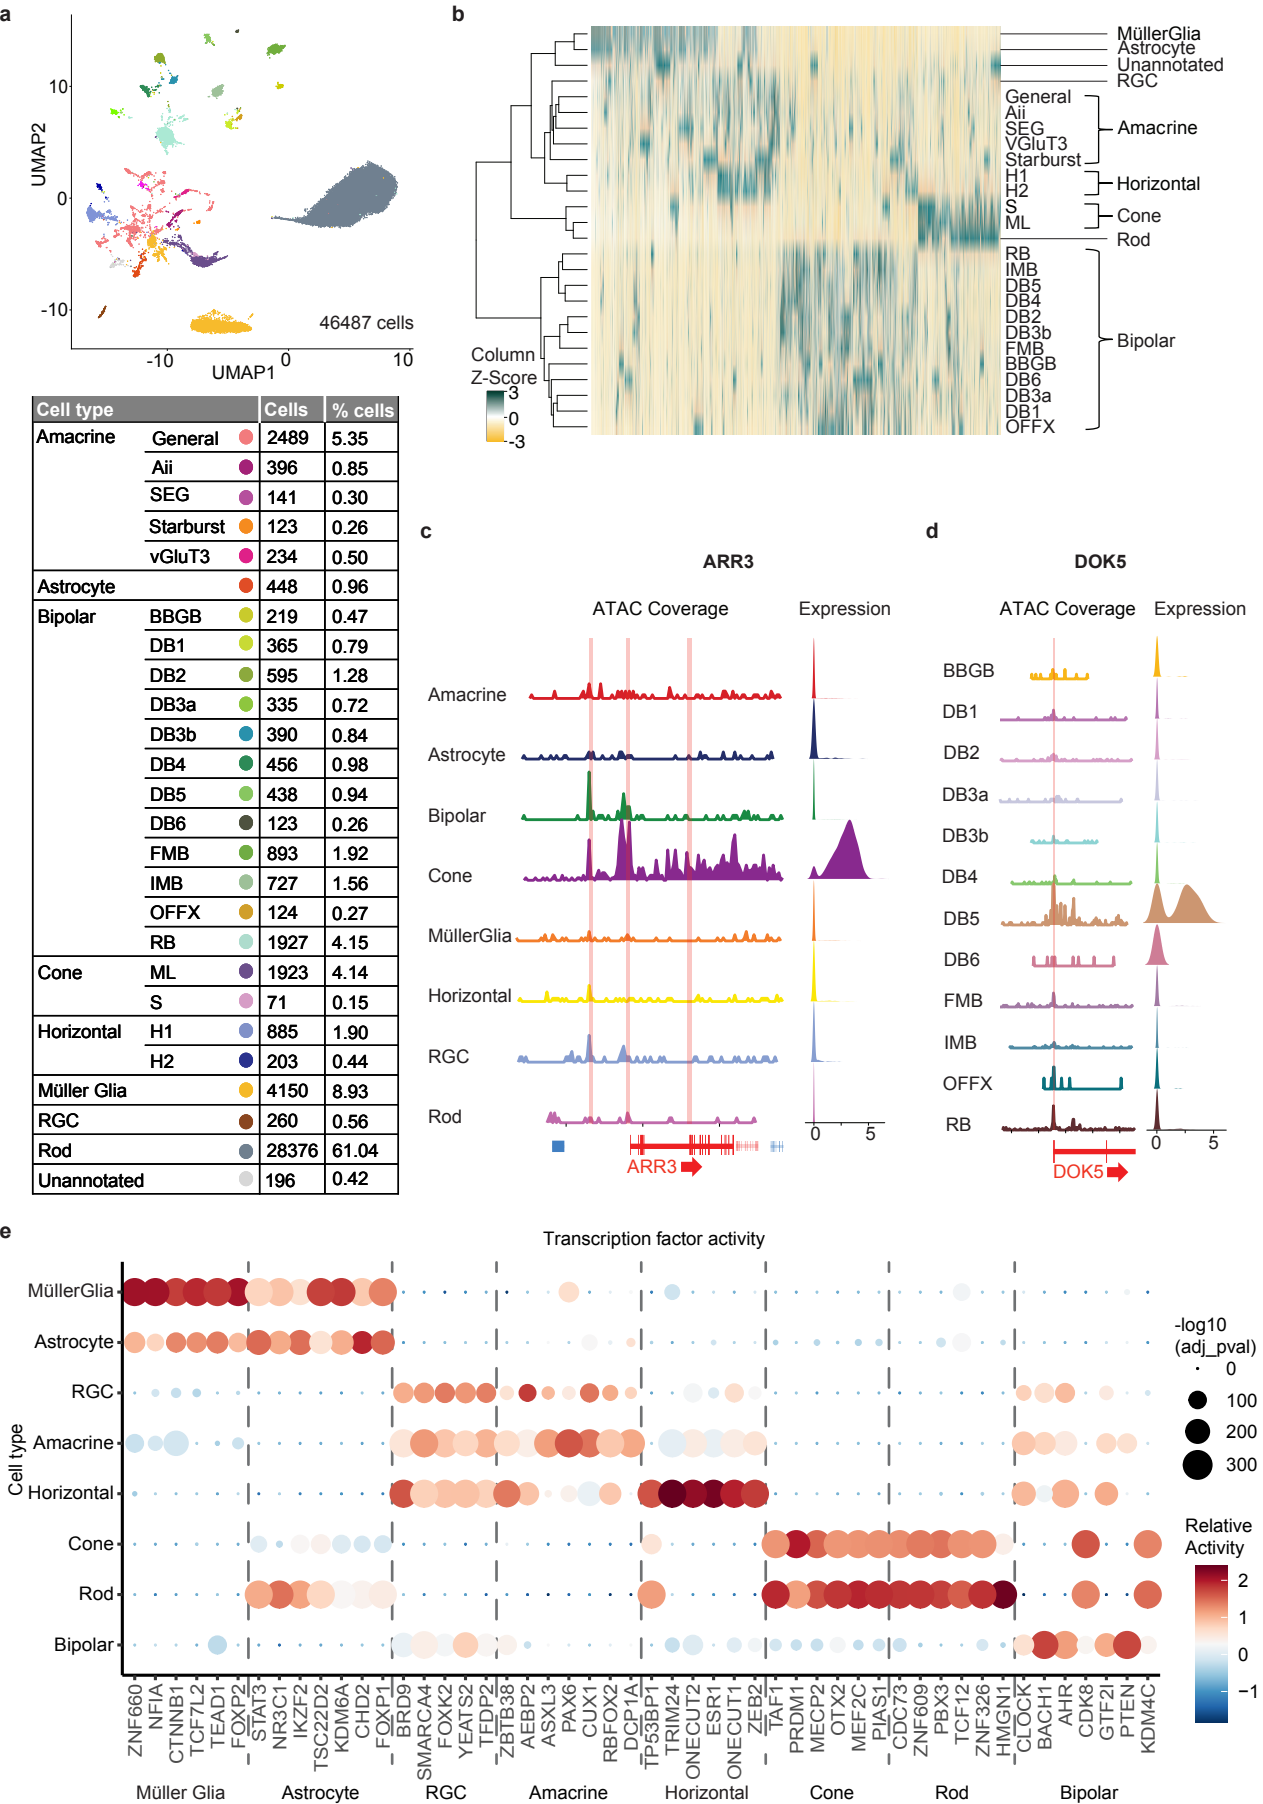 a
UMAP2
10
0
-10
-10
0
10
UMAP1
46487 cells
Cell type Cells % cells
Amacrine General 2489 5.35
Aii 396 0.85
SEG 141 0.30
Starburst 123 0.26
vGluT3 234 0.50
Astrocyte 448 0.96
Bipolar BBGB 219 0.47
DB1 365 0.79
DB2 595 1.28
DB3a 335 0.72
DB3b 390 0.84
DB4 456 0.98
DB5 438 0.94
DB6 123 0.26
FMB 893 1.92
IMB 727 1.56
OFFX 124 0.27
RB 1927 4.15
Cone ML 1923 4.14
S 71 0.15
Horizontal H1 885 1.90
H2 203 0.44
Müller Glia 4150 8.93
RGC 260 0.56
Rod 28376 61.04
Unannotated 196 0.42
b
MüllerGlia
Astrocyte
Unannotated
RGC
General
Aii
SEG
VGluT3
Starburst
Amacrine
H1
H2
Horizontal
S
ML
Cone
Rod
RB
IMB
DB5
DB4
DB2
DB3b
FMB
BBGB
DB6
DB3a
DB1
OFFX
Bipolar
Column
Z-Score
3
0
-3
c
ARR3
ATAC Coverage Expression
Amacrine
Astrocyte
Bipolar
Cone
MüllerGlia
Horizontal
RGC
Rod
0 5
ARR3
d
DOK5
ATAC Coverage Expression
BBGB
DB1
DB2
DB3a
DB3b
DB4
DB5
DB6
FMB
IMB
OFFX
RB
0 5
DOK5
e
Transcription factor activity
Cell type
MüllerGlia
Astrocyte
RGC
Amacrine
Horizontal
Cone
Rod
Bipolar
ZNF660
NFIA
CTNNB1
TCF7L2
TEAD1
FOXP2
STAT3
NR3C1
IKZF2
TSC22D2
KDM6A
CHD2
FOXP1
BRD9
SMARCA4
FOXK2
YEATS2
TFDP2
ZBTB38
AEBP2
ASXL3
PAX6
CUX1
RBFOX2
DCP1A
TP53BP1
TRIM24
ONECUT2
ESR1
ONECUT1
ZEB2
TAF1
PRDM1
MECP2
OTX2
MEF2C
PIAS1
CDC73
ZNF609
PBX3
TCF12
ZNF326
HMGN1
CLOCK
BACH1
AHR
CDK8
GTF2I
PTEN
KDM4C
Müller Glia Astrocyte RGC Amacrine Horizontal Cone Rod Bipolar
-log10
(adj_pval)
0
100
200
300
Relative
Activity
2
1
0
−1